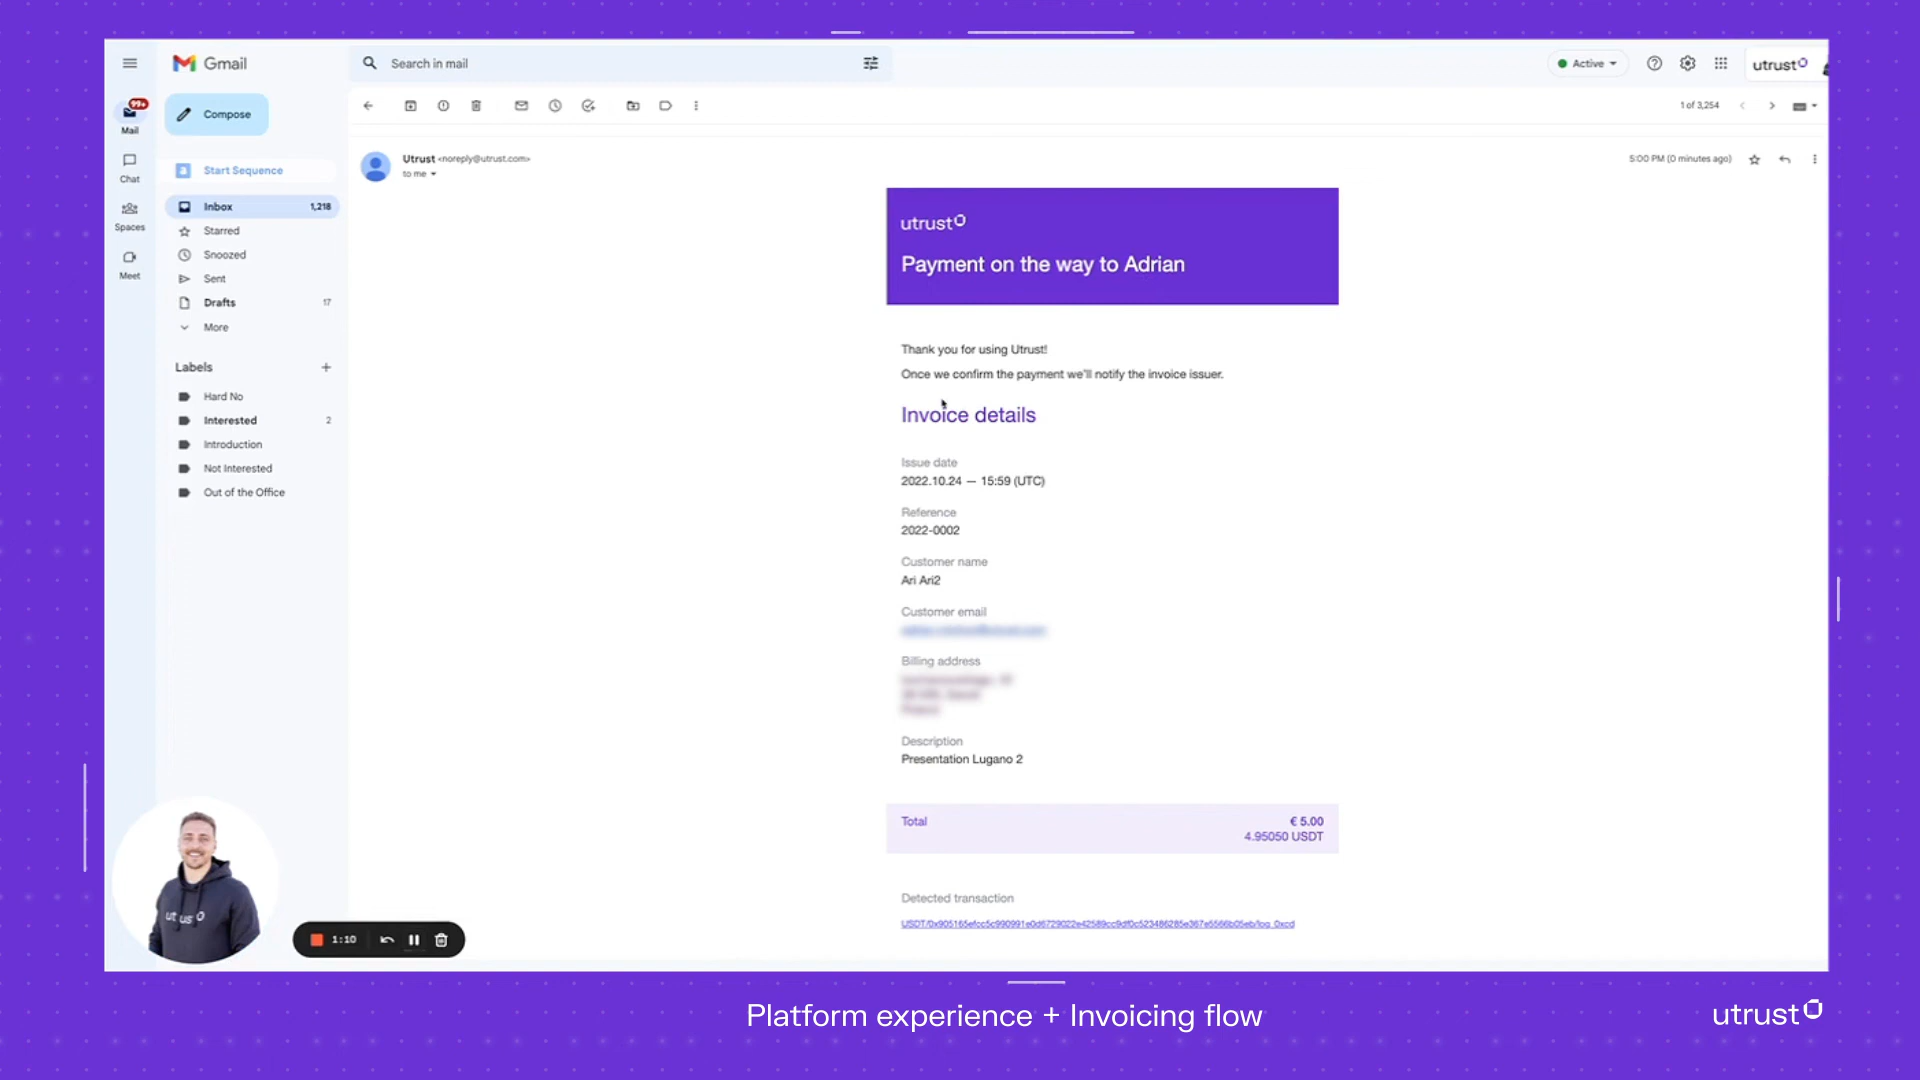 Gmail
Search in mail
Active
utrust
99+
Mail
Compose
1 of 3,254
Chat
Start Sequence
Utrust <noreply@utrust.com>
to me
5:00 PM (0 minutes ago)
Spaces
Inbox 1,218
Starred
Meet
Snoozed
Sent
Drafts 17
More
Labels
Hard No
Interested 2
Introduction
Not Interested
Out of the Office
utrust
Payment on the way to Adrian
Thank you for using Utrust!
Once we confirm the payment we'll notify the invoice issuer.
Invoice details
Issue date
2022.10.24 — 15:59 (UTC)
Reference
2022-0002
Customer name
Ari Ari2
Customer email
Billing address
Description
Presentation Lugano 2
Total € 5.00
4.95050 USDT
Detected transaction
utrust
1:10
Platform experience + Invoicing flow
utrust